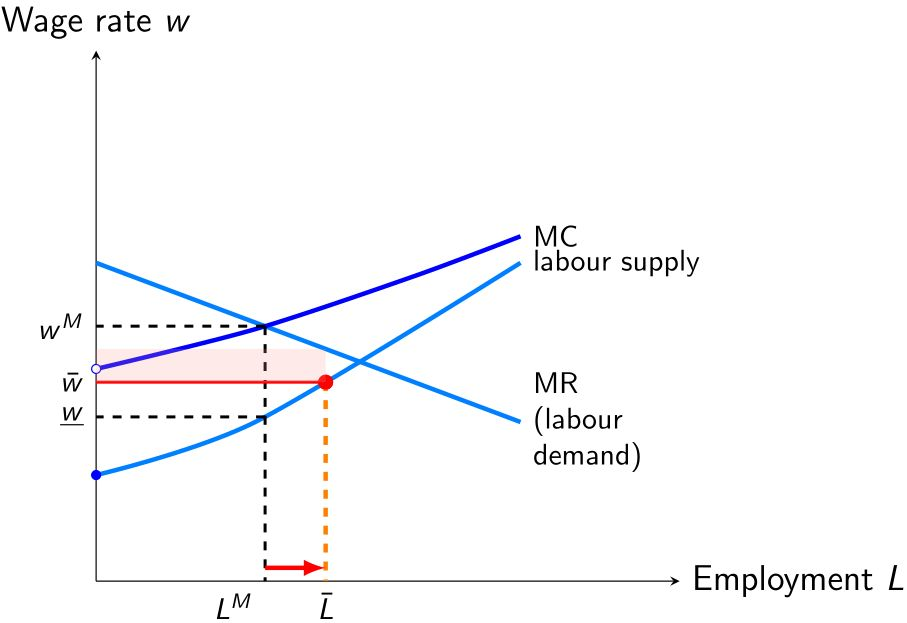 Wage rate w
MC
labour supply
w^M
w̄
w̲
MR
(labour
demand)
L^M
L̄
Employment L